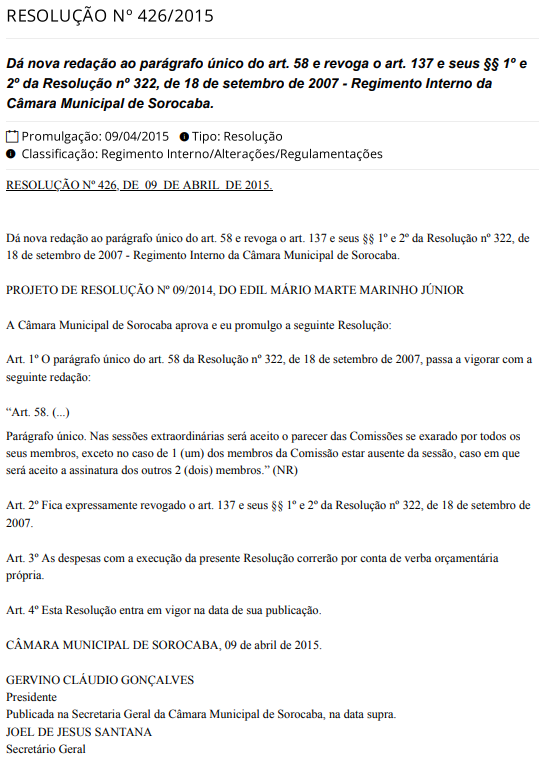 RESOLUÇÃO Nº 426/2015
Dá nova redação ao parágrafo único do art. 58 e revoga o art. 137 e seus §§ 1º e
2º da Resolução nº 322, de 18 de setembro de 2007 - Regimento Interno da
Câmara Municipal de Sorocaba.
Promulgação: 09/04/2015 Tipo: Resolução
Classificação: Regimento Interno/Alterações/Regulamentações
RESOLUÇÃO Nº 426, DE 09 DE ABRIL DE 2015.
Dá nova redação ao parágrafo único do art. 58 e revoga o art. 137 e seus §§ 1º e 2º da Resolução nº 322, de
18 de setembro de 2007 - Regimento Interno da Câmara Municipal de Sorocaba.
PROJETO DE RESOLUÇÃO Nº 09/2014, DO EDIL MÁRIO MARTE MARINHO JÚNIOR
A Câmara Municipal de Sorocaba aprova e eu promulgo a seguinte Resolução:
Art. 1º O parágrafo único do art. 58 da Resolução nº 322, de 18 de setembro de 2007, passa a vigorar com a
seguinte redação:
“Art. 58. (...)
Parágrafo único. Nas sessões extraordinárias será aceito o parecer das Comissões se exarado por todos os
seus membros, exceto no caso de 1 (um) dos membros da Comissão estar ausente da sessão, caso em que
será aceito a assinatura dos outros 2 (dois) membros.” (NR)
Art. 2º Fica expressamente revogado o art. 137 e seus §§ 1º e 2º da Resolução nº 322, de 18 de setembro de
2007.
Art. 3º As despesas com a execução da presente Resolução correrão por conta de verba orçamentária
própria.
Art. 4º Esta Resolução entra em vigor na data de sua publicação.
CÂMARA MUNICIPAL DE SOROCABA, 09 de abril de 2015.
GERVINO CLÁUDIO GONÇALVES
Presidente
Publicada na Secretaria Geral da Câmara Municipal de Sorocaba, na data supra.
JOEL DE JESUS SANTANA
Secretário Geral